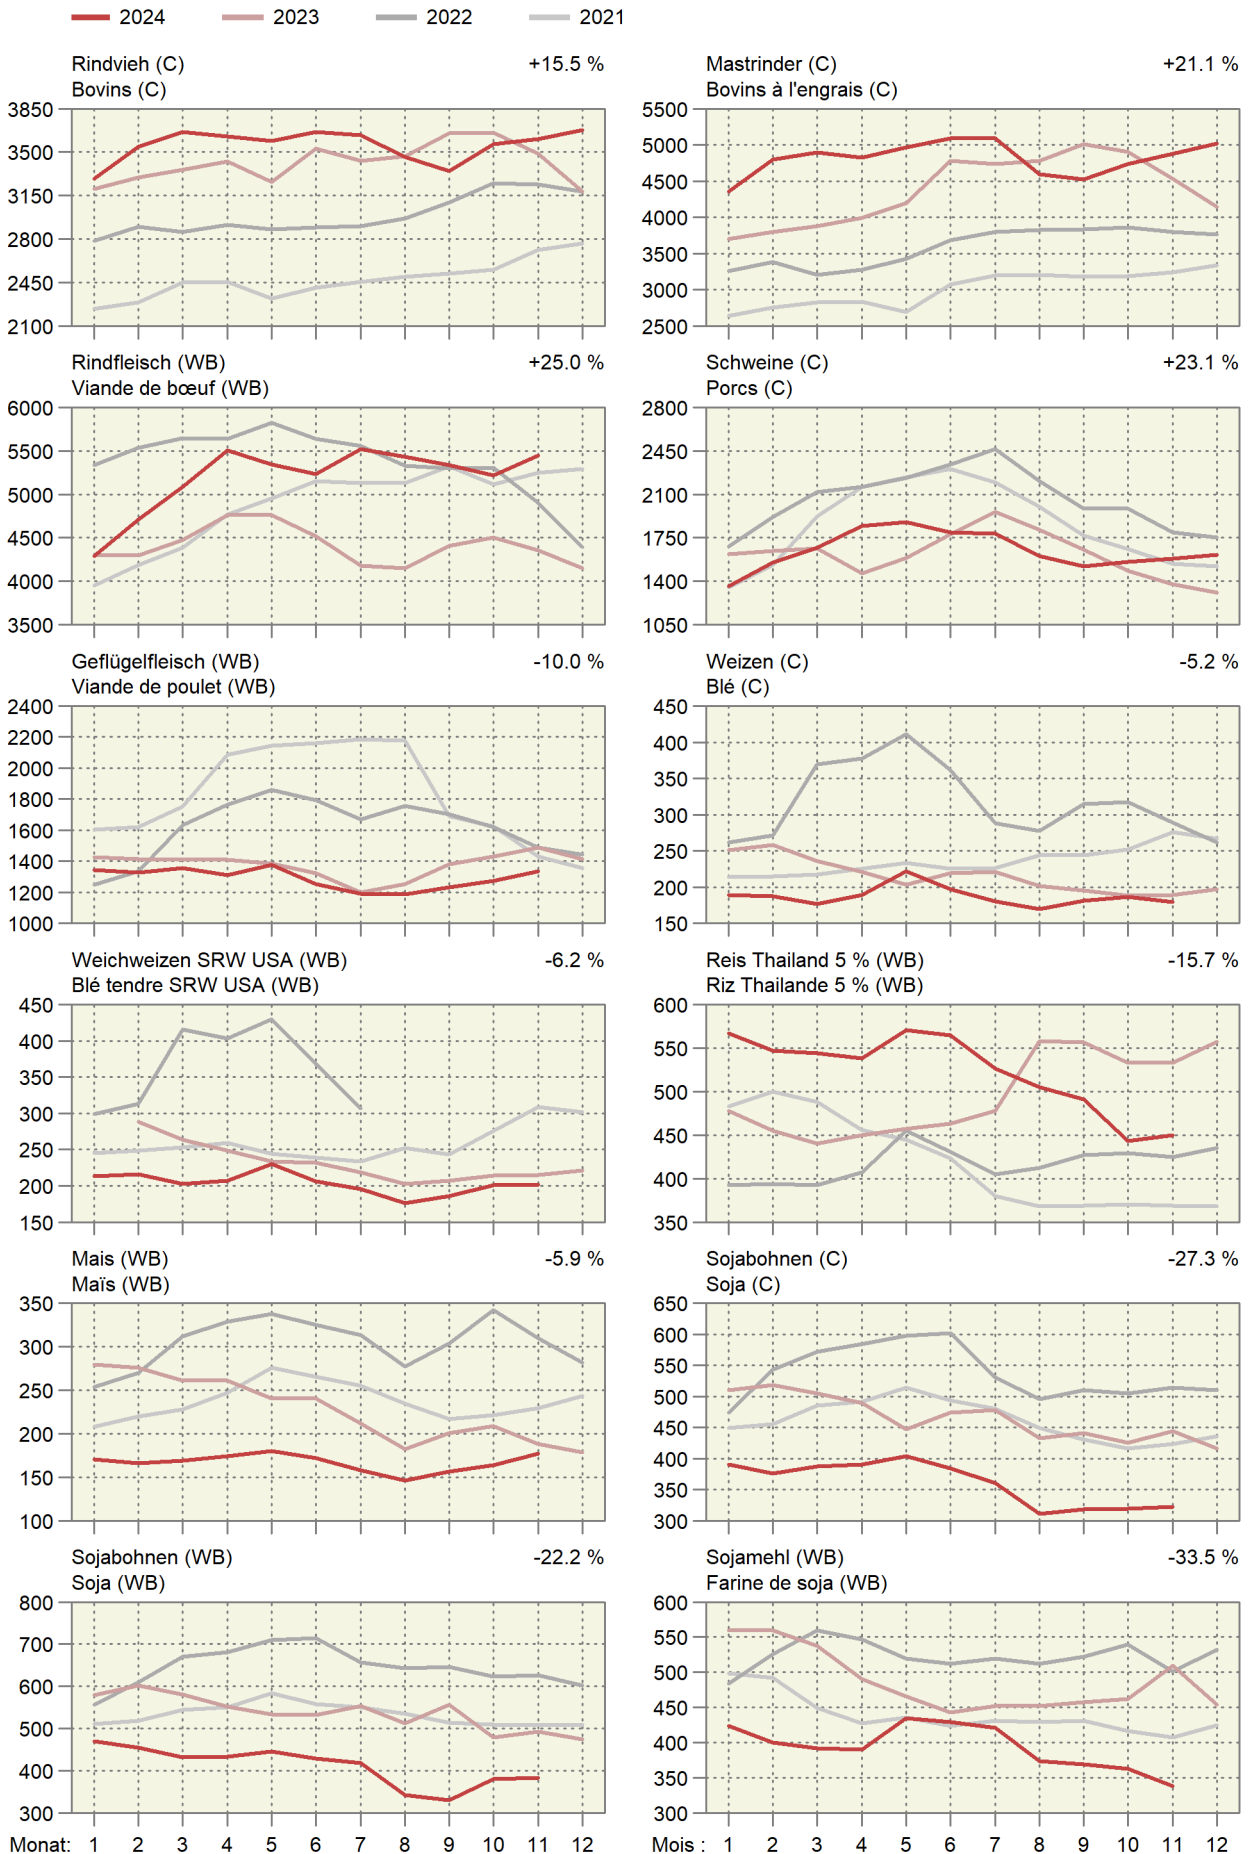 2024 2023 2022 2021
Rindvieh (C) +15.5 %
Bovins (C)
3850
3500
3150
2800
2450
2100
Mastrinder (C) +21.1 %
Bovins à l'engrais (C)
5500
5000
4500
4000
3500
3000
2500
Rindfleisch (WB) +25.0 %
Viande de bœuf (WB)
6000
5500
5000
4500
4000
3500
Schweine (C) +23.1 %
Porcs (C)
2800
2450
2100
1750
1400
1050
Geflügelfleisch (WB) -10.0 %
Viande de poulet (WB)
2400
2200
2000
1800
1600
1400
1200
1000
Weizen (C) -5.2 %
Blé (C)
450
400
350
300
250
200
150
Weichweizen SRW USA (WB) -6.2 %
Blé tendre SRW USA (WB)
450
400
350
300
250
200
150
Reis Thailand 5 % (WB) -15.7 %
Riz Thailande 5 % (WB)
600
550
500
450
400
350
Mais (WB) -5.9 %
Maïs (WB)
350
300
250
200
150
100
Sojabohnen (C) -27.3 %
Soja (C)
650
600
550
500
450
400
350
300
Sojabohnen (WB) -22.2 %
Soja (WB)
800
700
600
500
400
300
Monat: 1 2 3 4 5 6 7 8 9 10 11 12
Sojamehl (WB) -33.5 %
Farine de soja (WB)
600
550
500
450
400
350
300
Mois : 1 2 3 4 5 6 7 8 9 10 11 12